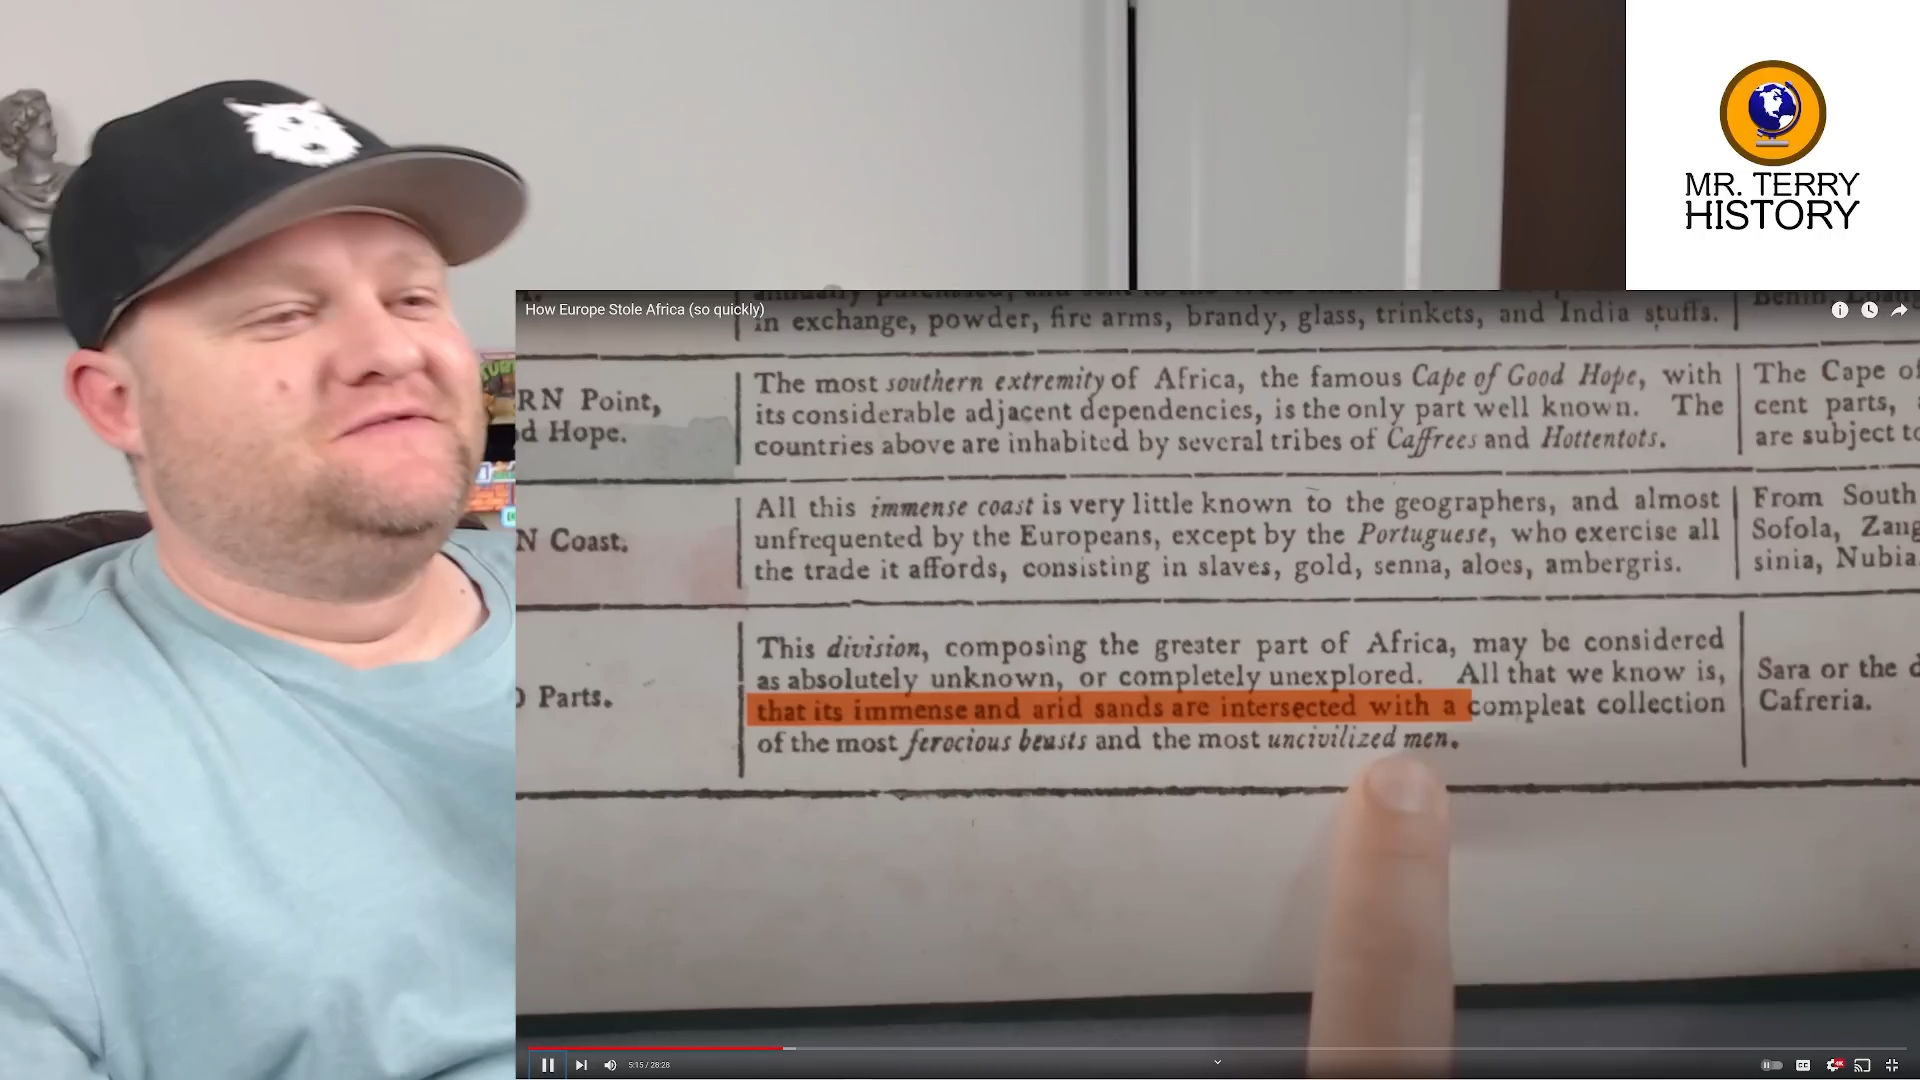 MR. TERRY
HISTORY
How Europe Stole Africa (so quickly)
in exchange, powder, fire arms, brandy, glass, trinkets, and India stuffs.
RN Point,
d Hope.
The most southern extremity of Africa, the famous Cape of Good Hope, with
its considerable adjacent dependencies, is the only part well known. The
countries above are inhabited by several tribes of Caffrees and Hottentots.
The Cape of
cent parts,
are subject to
N Coast.
All this immense coast is very little known to the geographers, and almost
unfrequented by the Europeans, except by the Portuguese, who exercise all
the trade it affords, consisting in slaves, gold, senna, aloes, ambergris.
From South
Sofola, Zang
sinia, Nubia
Parts.
This division, composing the greater part of Africa, may be considered
as absolutely unknown, or completely unexplored. All that we know is,
that its immense and arid sands are intersected with a compleat collection
of the most ferocious beasts and the most uncivilized men.
Sara or the d
Cafreria.
5:15 / 28:28